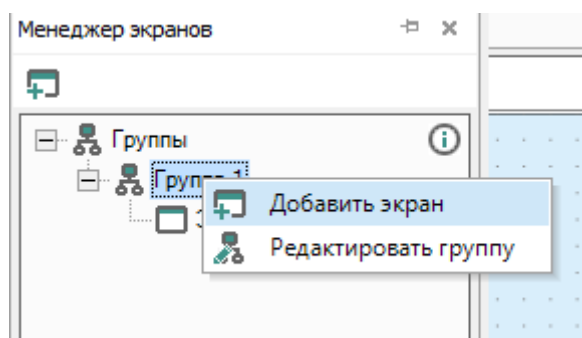 Менеджер экранов
Группы
Добавить экран
Редактировать группу